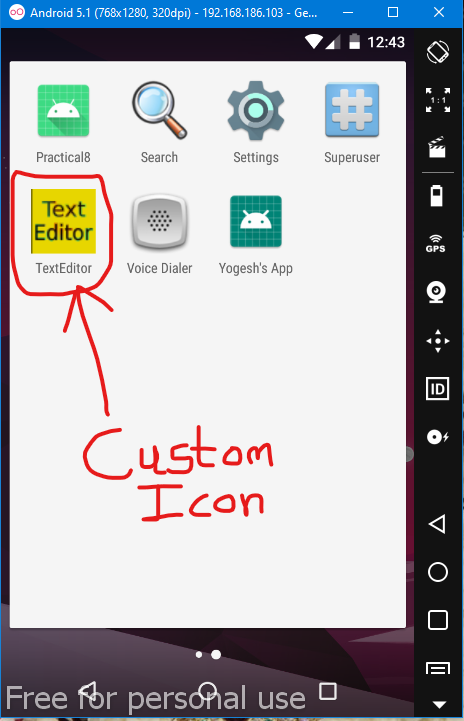 Android 5.1 (768x1280, 320dpi) - 192.168.186.103 - Ge...
12:43
Practical8
Search
Settings
Superuser
1:1
Text
Editor
TextEditor
Voice Dialer
Yogesh's App
GPS
ID
Custom
Icon
Free for personal use